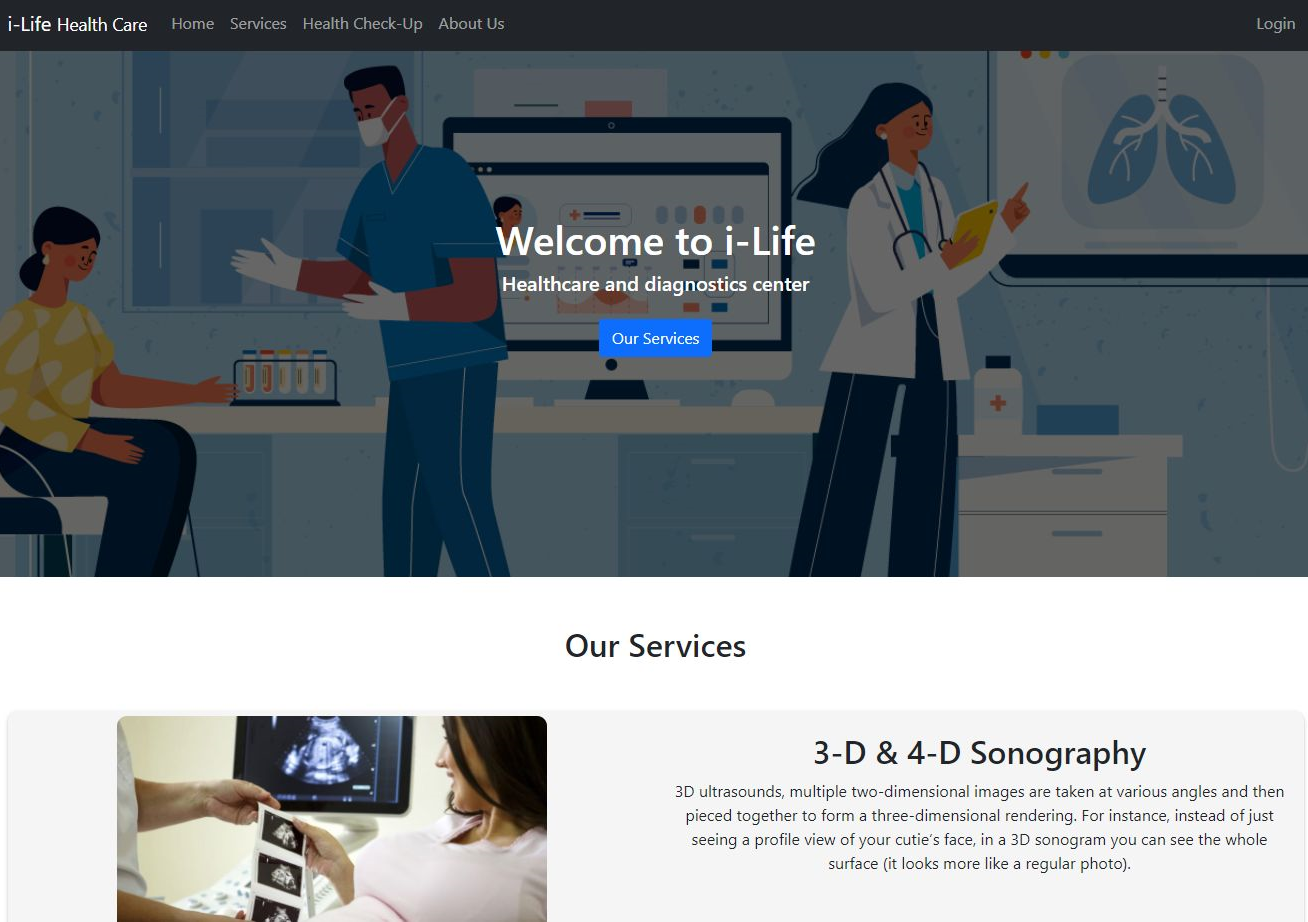 i-Life Health Care Home Services Health Check-Up About Us Login
Welcome to i-Life
Healthcare and diagnostics center
Our Services
Our Services
3-D & 4-D Sonography
3D ultrasounds, multiple two-dimensional images are taken at various angles and then
pieced together to form a three-dimensional rendering. For instance, instead of just
seeing a profile view of your cutie’s face, in a 3D sonogram you can see the whole
surface (it looks more like a regular photo).